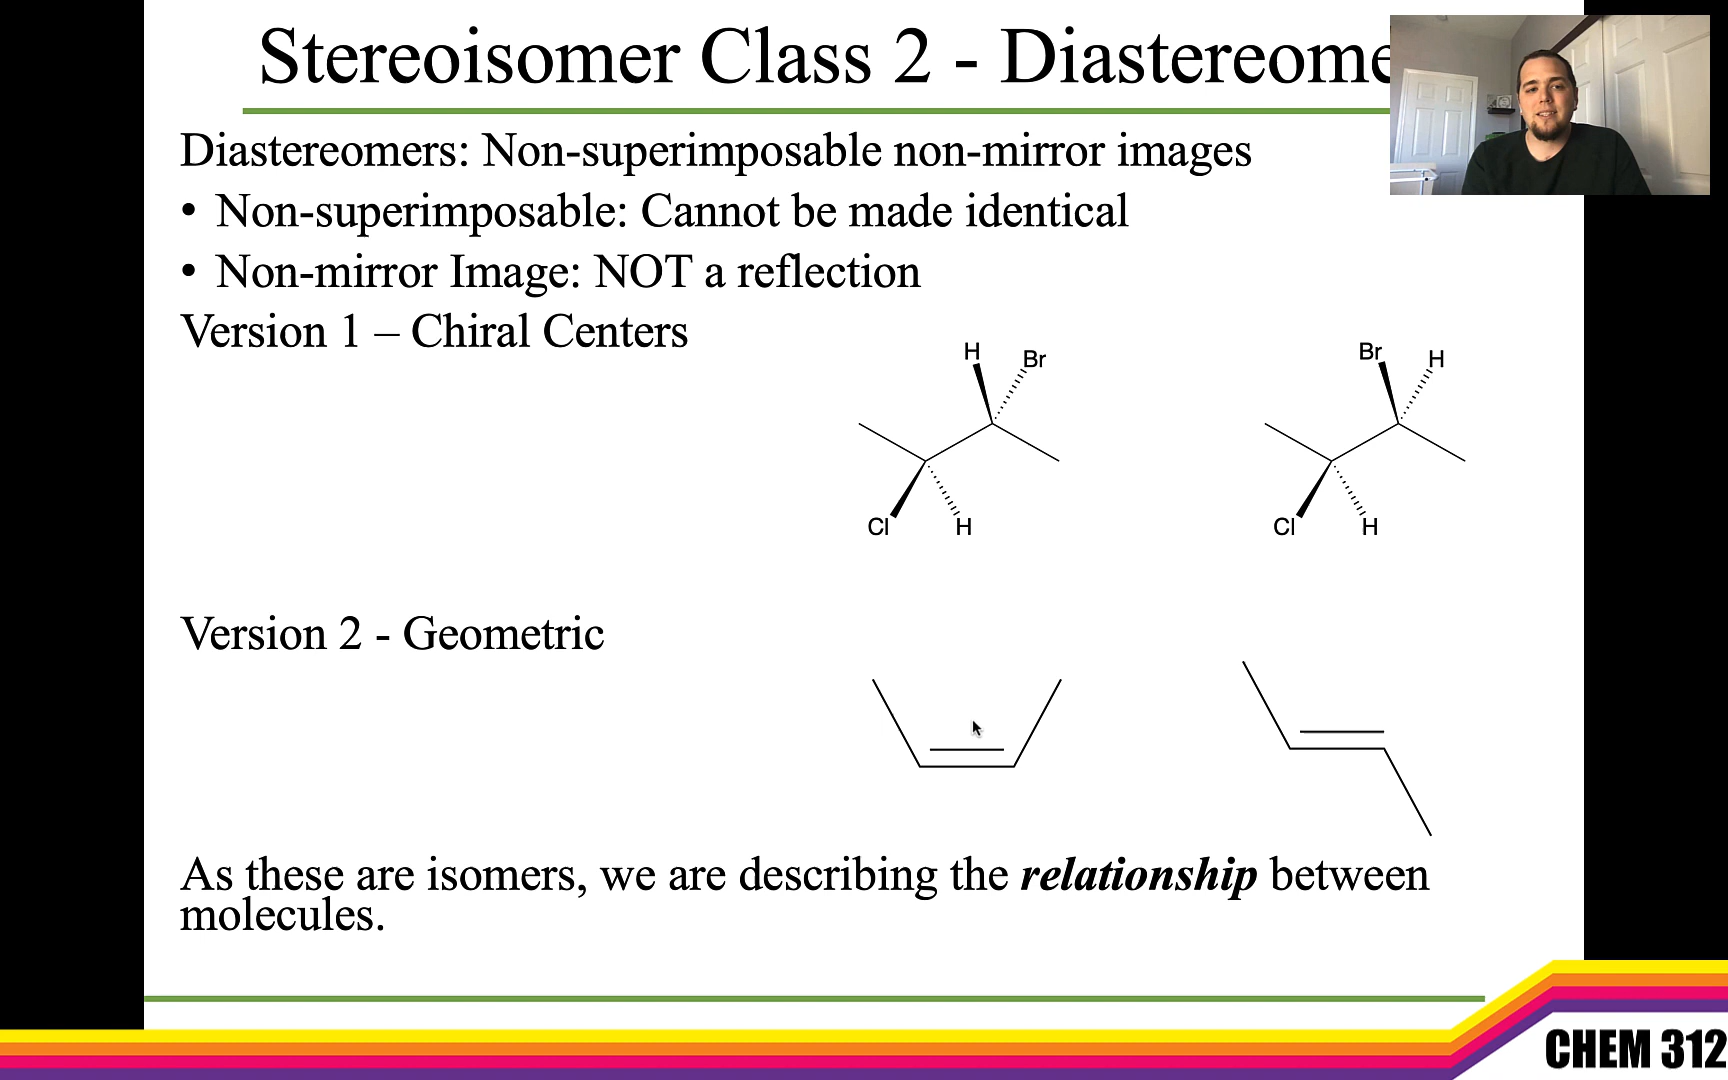 Stereoisomer Class 2 - Diastereome
Diastereomers: Non-superimposable non-mirror images
• Non-superimposable: Cannot be made identical
• Non-mirror Image: NOT a reflection
Version 1 – Chiral Centers
H Br
Br H
Cl H
Cl H
Version 2 - Geometric
As these are isomers, we are describing the relationship between
molecules.
CHEM 312